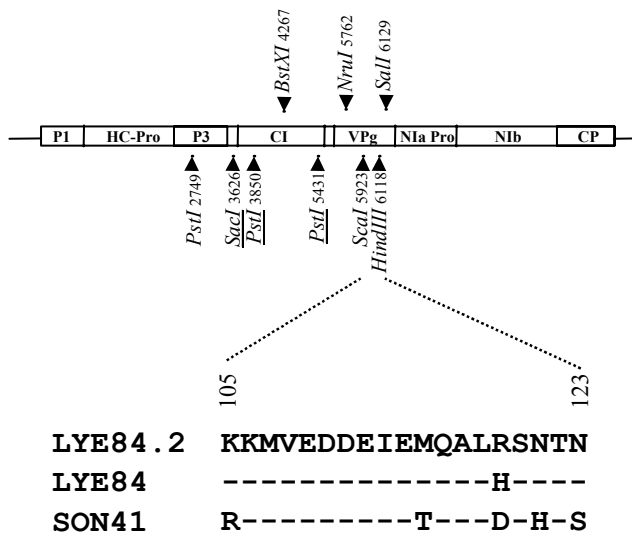 BstXI 4267
NruI 5762
SalI 6129
P1 HC-Pro P3 CI VPg NIa Pro NIb CP
PstI 2749
SacI 3626
PstI 3850
PstI 5431
ScaI 5923
HindIII 6118
105 123
LYE84.2 KKMVEDDEIEMQALRSNTN
LYE84 --------------H----
SON41 R---------T---D-H-S